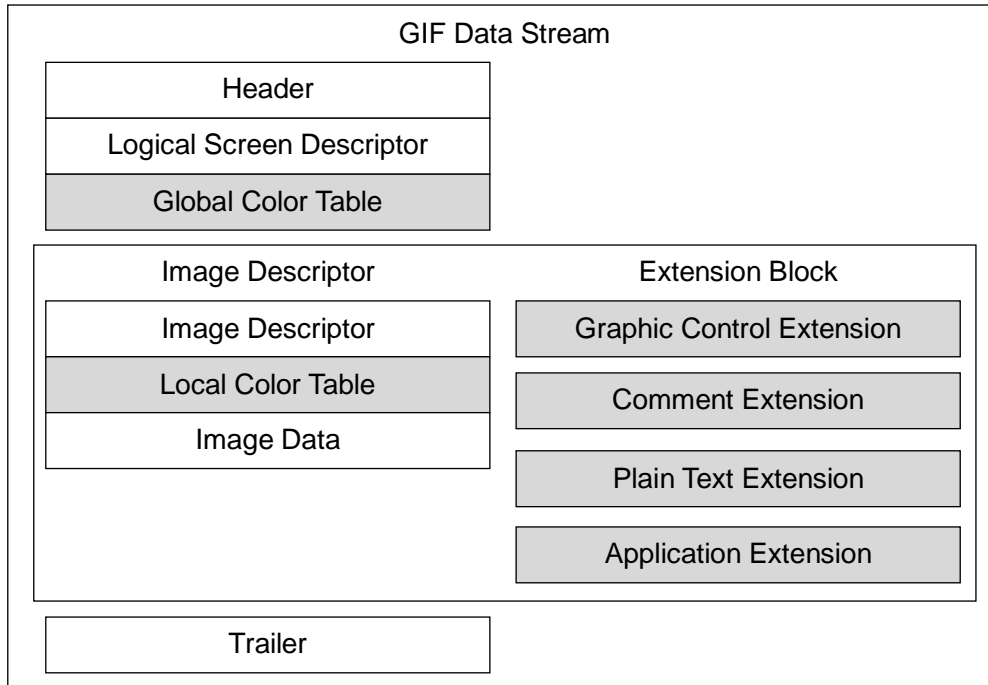 GIF Data Stream
Header
Logical Screen Descriptor
Global Color Table
Image Descriptor
Image Descriptor
Local Color Table
Image Data
Extension Block
Graphic Control Extension
Comment Extension
Plain Text Extension
Application Extension
Trailer